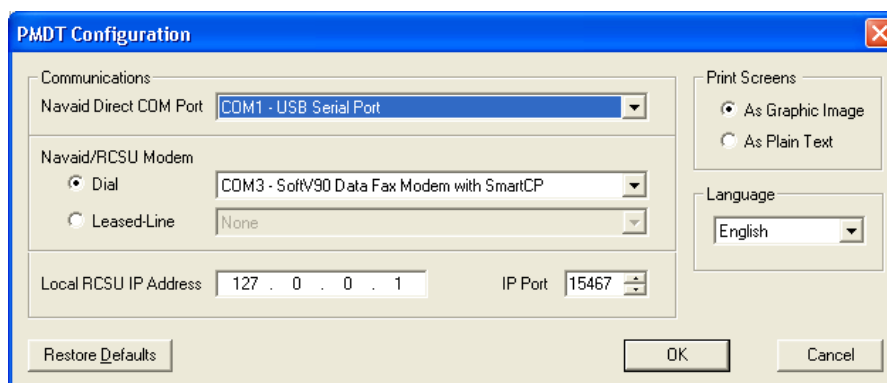 PMDT Configuration
Communications
Navaid Direct COM Port COM1 - USB Serial Port
Navaid/RCSU Modem
Dial COM3 - SoftV90 Data Fax Modem with SmartCP
Leased-Line None
Local RCSU IP Address 127 . 0 . 0 . 1 IP Port 15467
Print Screens
As Graphic Image
As Plain Text
Language
English
Restore Defaults OK Cancel